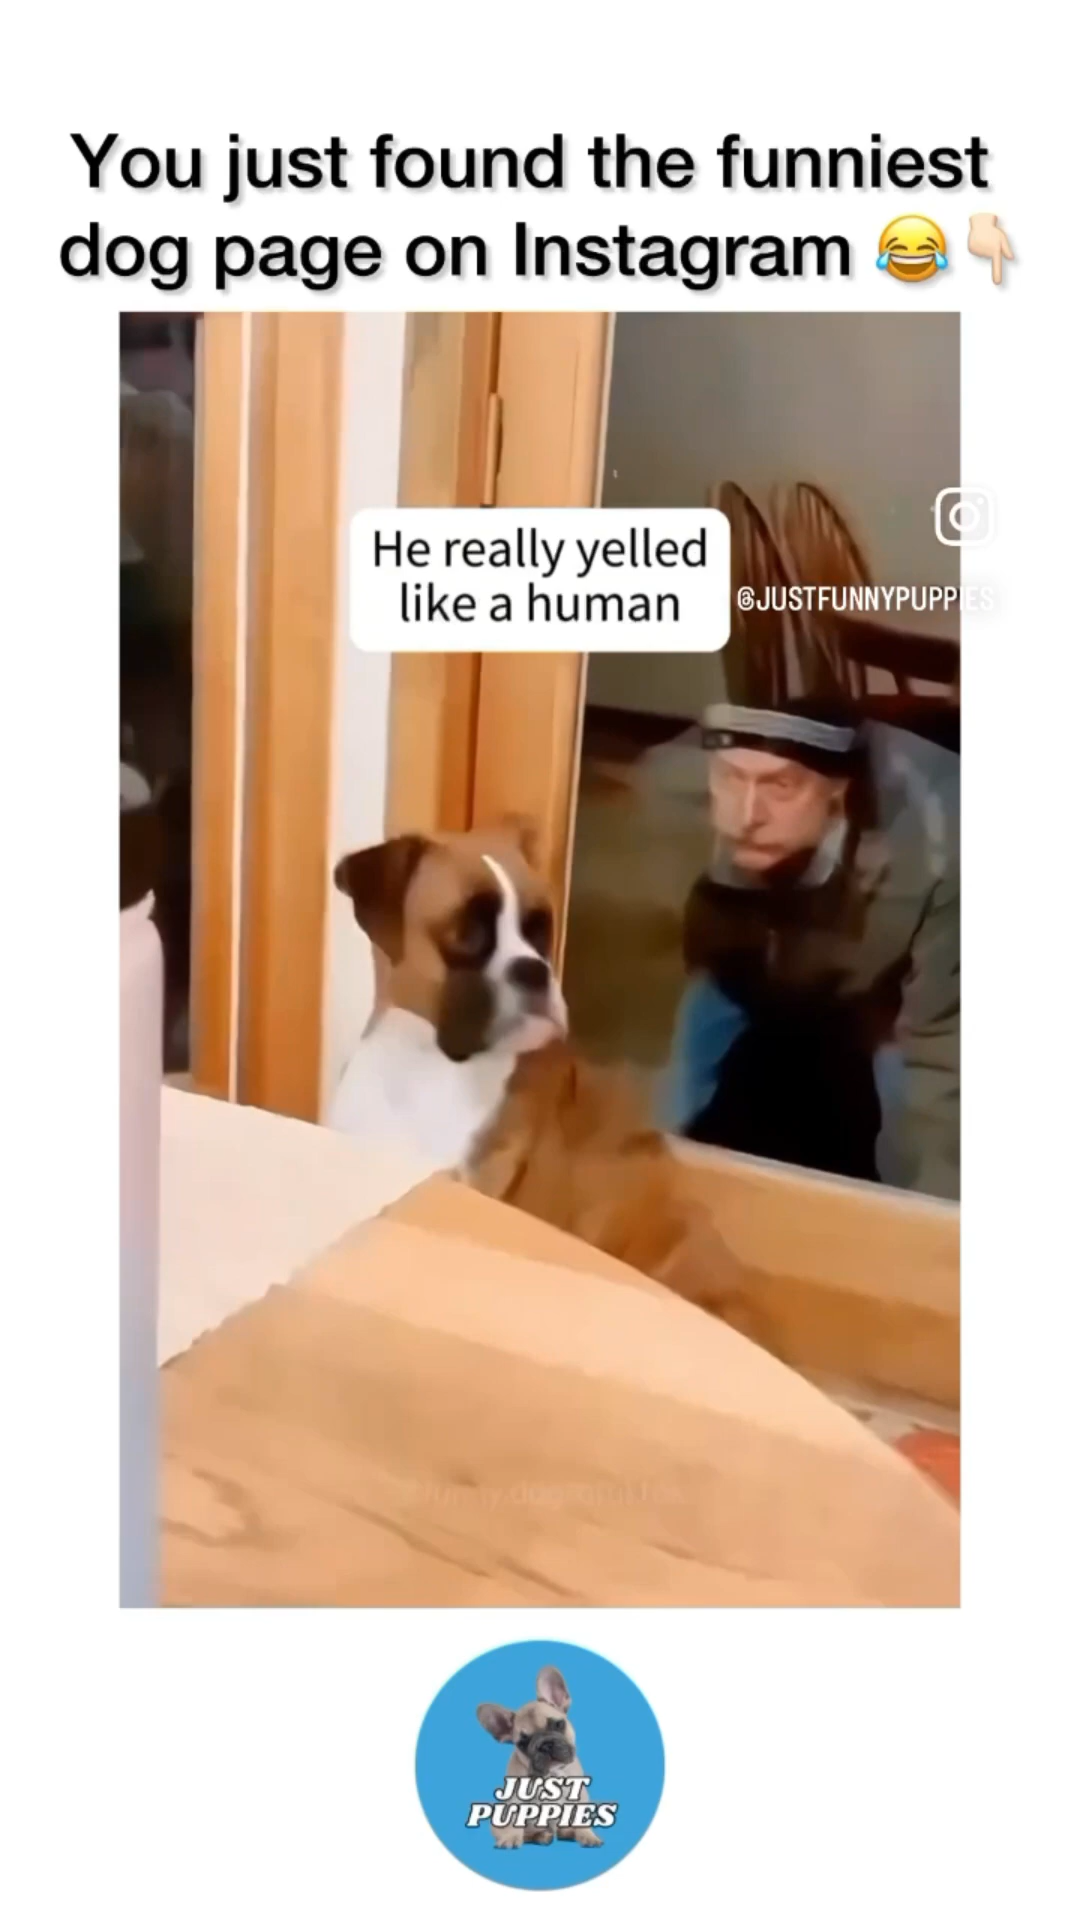 You just found the funniest
dog page on Instagram 😂👇🏻
He really yelled
like a human
@JUSTFUNNYPUPPIES
JUST
PUPPIES